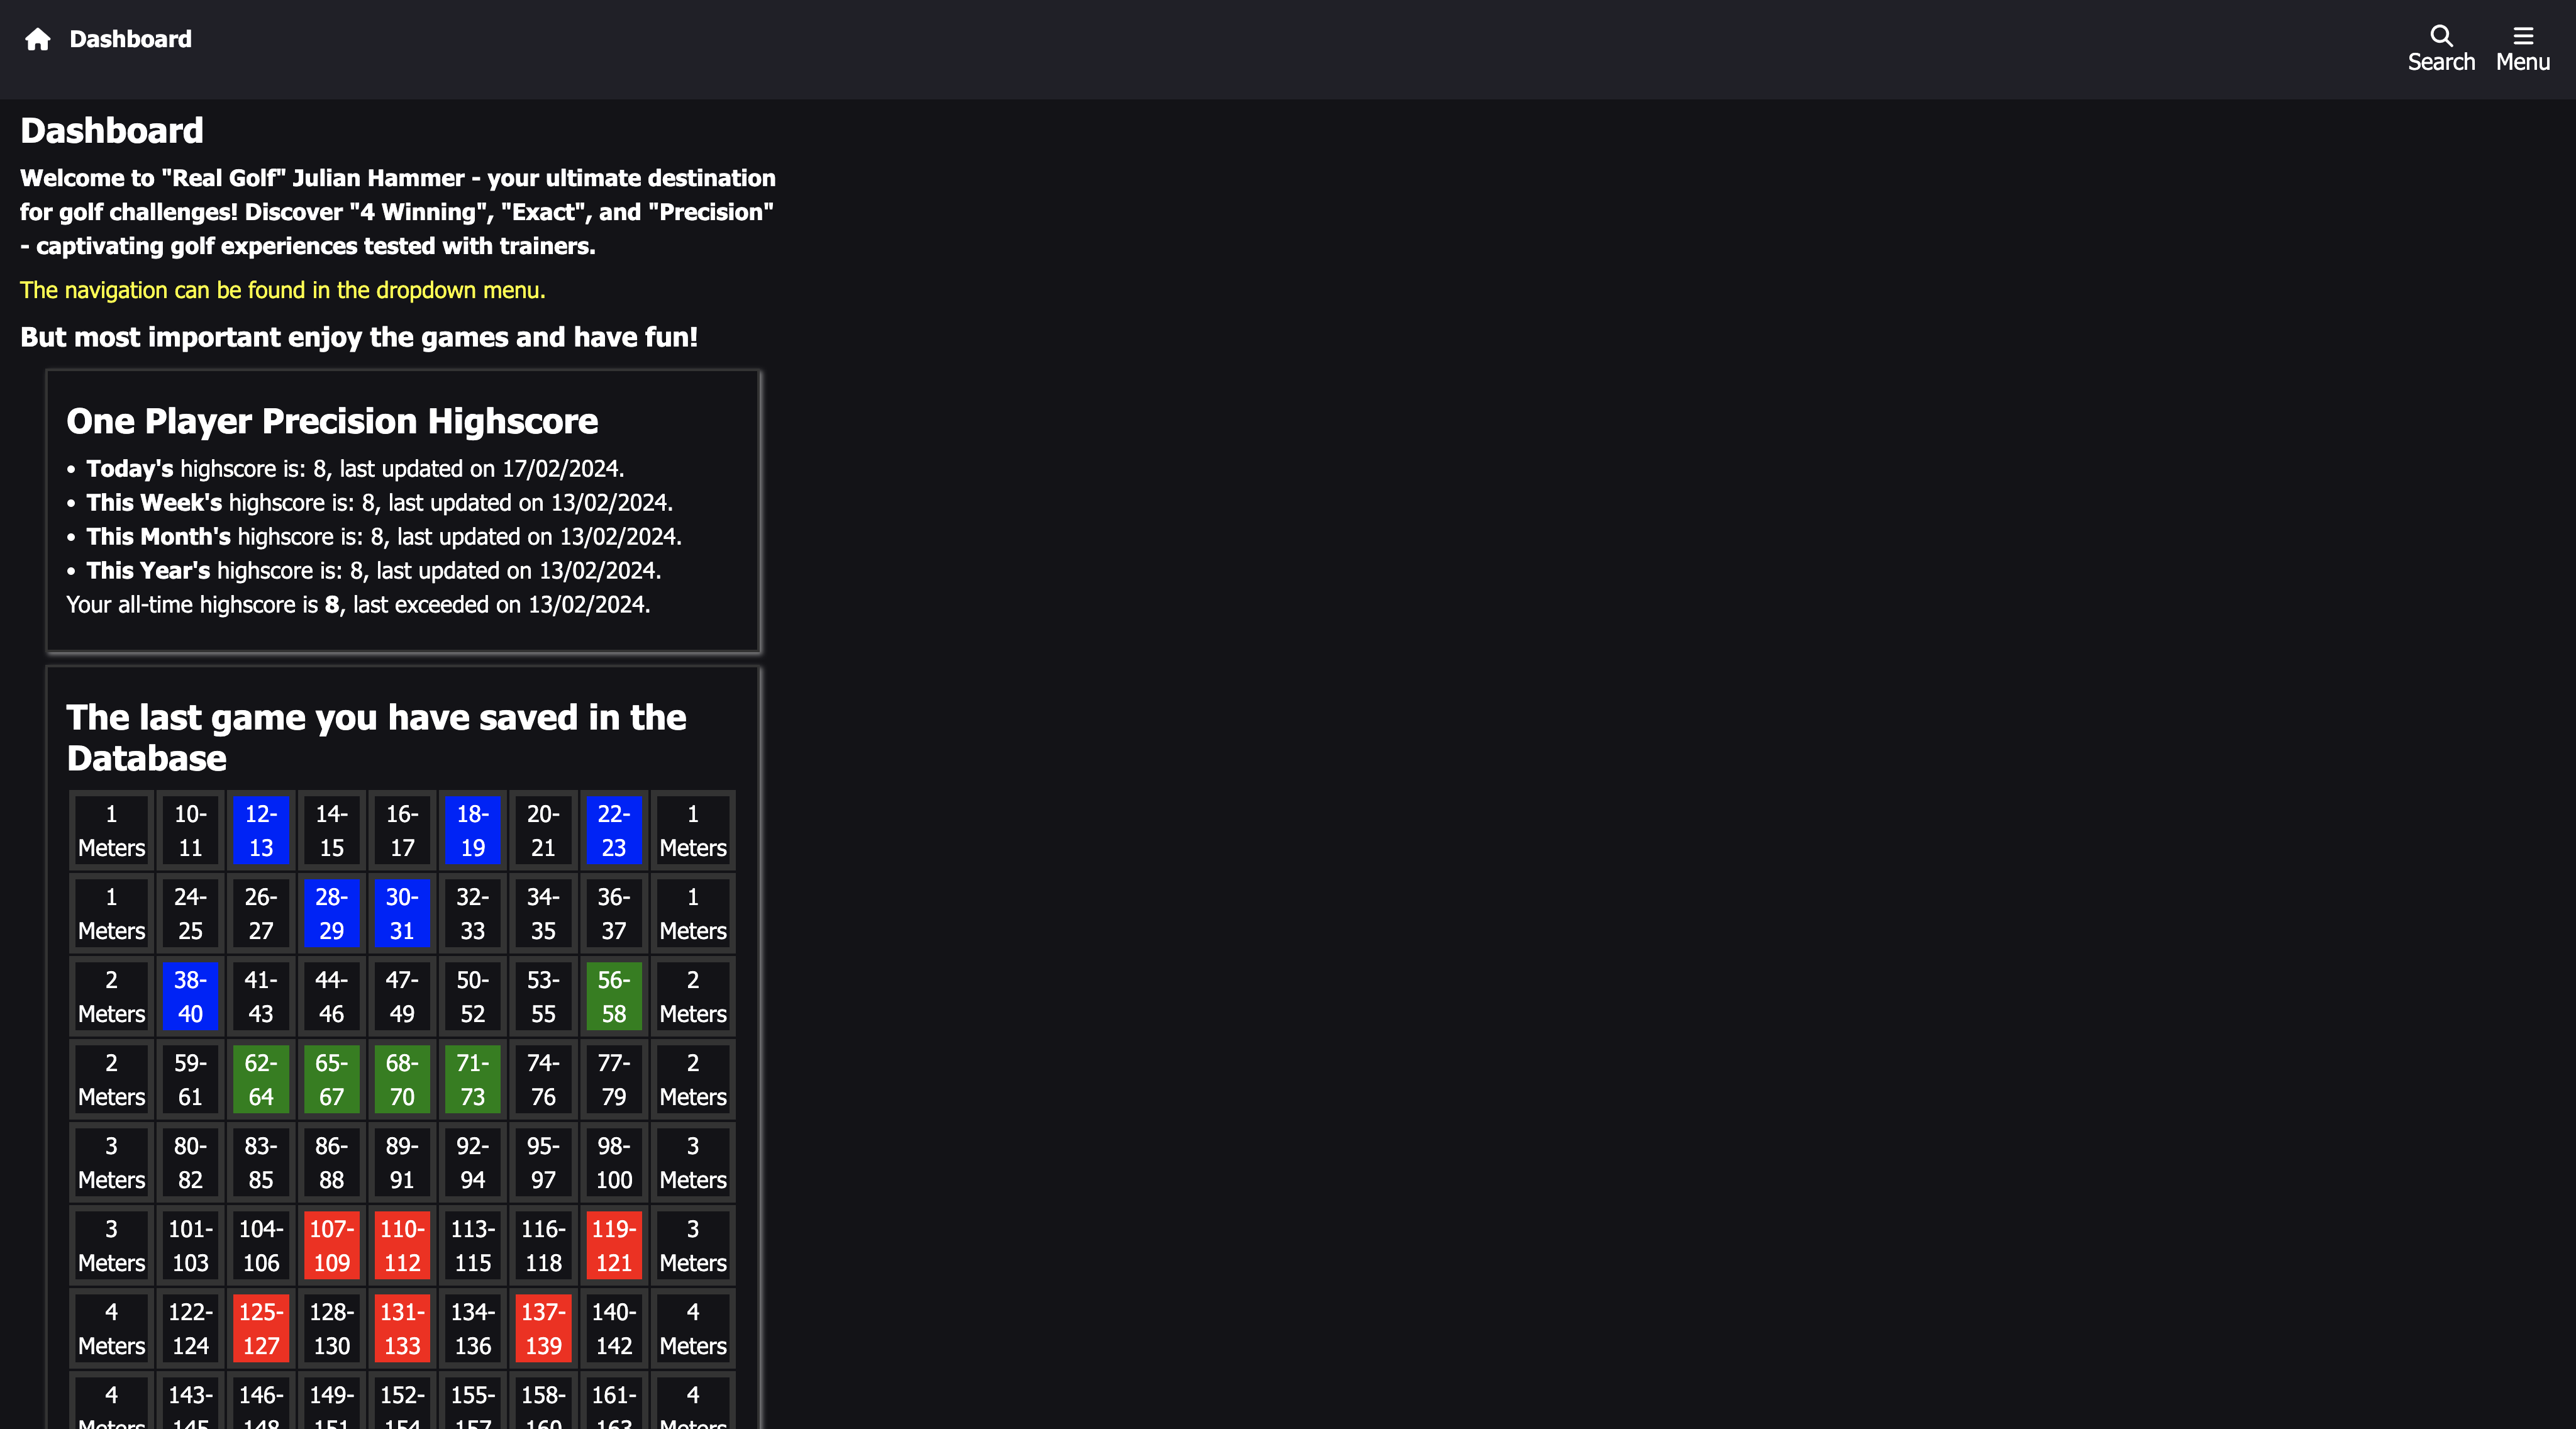 Dashboard
Search Menu
Dashboard
Welcome to "Real Golf" Julian Hammer - your ultimate destination
for golf challenges! Discover "4 Winning", "Exact", and "Precision"
- captivating golf experiences tested with trainers.
The navigation can be found in the dropdown menu.
But most important enjoy the games and have fun!
One Player Precision Highscore
• Today's highscore is: 8, last updated on 17/02/2024.
• This Week's highscore is: 8, last updated on 13/02/2024.
• This Month's highscore is: 8, last updated on 13/02/2024.
• This Year's highscore is: 8, last updated on 13/02/2024.
Your all-time highscore is 8, last exceeded on 13/02/2024.
The last game you have saved in the
Database
1 10- 12- 14- 16- 18- 20- 22- 1
Meters 11 13 15 17 19 21 23 Meters
1 24- 26- 28- 30- 32- 34- 36- 1
Meters 25 27 29 31 33 35 37 Meters
2 38- 41- 44- 47- 50- 53- 56- 2
Meters 40 43 46 49 52 55 58 Meters
2 59- 62- 65- 68- 71- 74- 77- 2
Meters 61 64 67 70 73 76 79 Meters
3 80- 83- 86- 89- 92- 95- 98- 3
Meters 82 85 88 91 94 97 100 Meters
3 101- 104- 107- 110- 113- 116- 119- 3
Meters 103 106 109 112 115 118 121 Meters
4 122- 125- 128- 131- 134- 137- 140- 4
Meters 124 127 130 133 136 139 142 Meters
4 143- 146- 149- 152- 155- 158- 161- 4
Meters 145 148 151 154 157 160 163 Meters